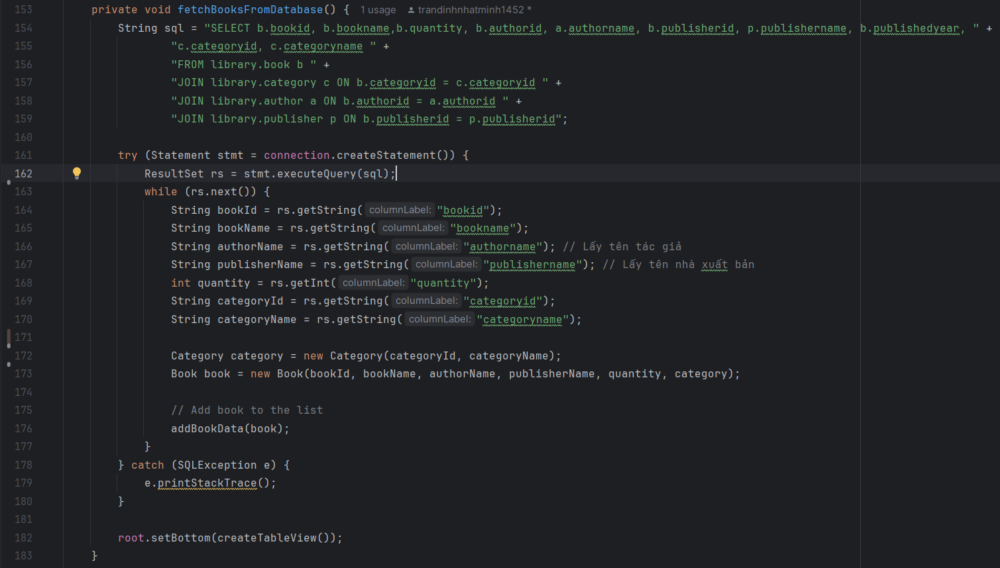 153 private void fetchBooksFromDatabase() { 1 usage trandinhnhatminh1452 *
154 String sql = "SELECT b.bookid, b.bookname,b.quantity, b.authorid, a.authorname, b.publisherid, p.publishername, b.publishedyear, " +
155 "c.categoryid, c.categoryname " +
156 "FROM library.book b " +
157 "JOIN library.category c ON b.categoryid = c.categoryid " +
158 "JOIN library.author a ON b.authorid = a.authorid " +
159 "JOIN library.publisher p ON b.publisherid = p.publisherid";
160
161 try (Statement stmt = connection.createStatement()) {
162 ResultSet rs = stmt.executeQuery(sql);
163 while (rs.next()) {
164 String bookId = rs.getString( columnLabel: "bookid");
165 String bookName = rs.getString( columnLabel: "bookname");
166 String authorName = rs.getString( columnLabel: "authorname"); // Lấy tên tác giả
167 String publisherName = rs.getString( columnLabel: "publishername"); // Lấy tên nhà xuất bản
168 int quantity = rs.getInt( columnLabel: "quantity");
169 String categoryId = rs.getString( columnLabel: "categoryid");
170 String categoryName = rs.getString( columnLabel: "categoryname");
171
172 Category category = new Category(categoryId, categoryName);
173 Book book = new Book(bookId, bookName, authorName, publisherName, quantity, category);
174
175 // Add book to the list
176 addBookData(book);
177 }
178 } catch (SQLException e) {
179 e.printStackTrace();
180 }
181
182 root.setBottom(createTableView());
183 }